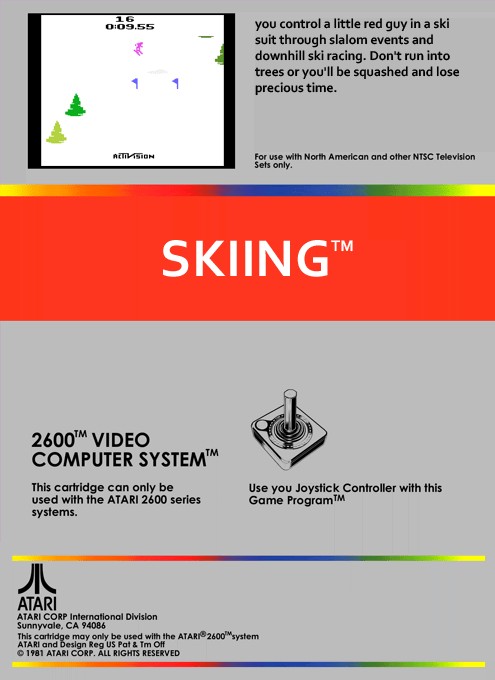 16
0:09.55
ACTIVISION
you control a little red guy in a ski
suit through slalom events and
downhill ski racing. Don't run into
trees or you'll be squashed and lose
precious time.
For use with North American and other NTSC Television
Sets only.
SKIING™
2600™ VIDEO
COMPUTER SYSTEM™
This cartridge can only be
used with the ATARI 2600 series
systems.
Use you Joystick Controller with this
Game Program™
ATARI
ATARI CORP International Division
Sunnyvale, CA 94086
This cartridge may only be used with the ATARI®2600™system
ATARI and Design Reg US Pat & Tm Off
© 1981 ATARI CORP. ALL RIGHTS RESERVED